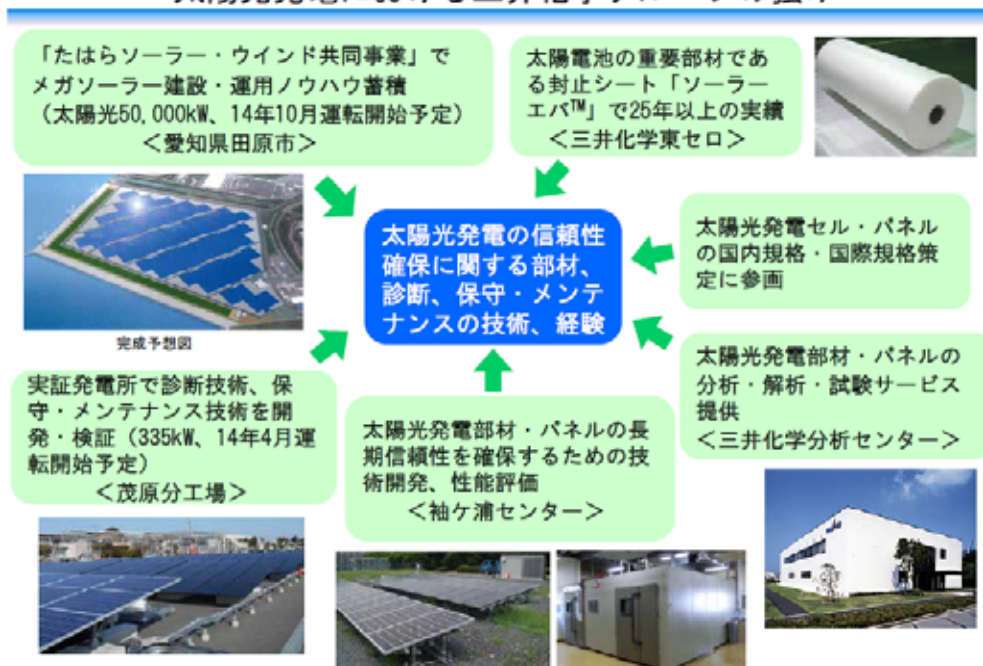 「たはらソーラー・ウインド共同事業」で
メガソーラー建設・運用ノウハウ蓄積
（太陽光50,000kW、14年10月運転開始予定）
＜愛知県田原市＞
太陽電池の重要部材であ
る封止シート「ソーラー
エバ™」で25年以上の実績
＜三井化学東セロ＞
太陽光発電の信頼性
確保に関する部材、
診断、保守・メンテ
ナンスの技術、経験
太陽光発電セル・パネル
の国内規格・国際規格策
定に参画
完成予想図
実証発電所で診断技術、保
守・メンテナンス技術を開
発・検証（335kW、14年4月運
転開始予定）
＜茂原分工場＞
太陽光発電部材・パネルの長
期信頼性を確保するための技
術開発、性能評価
＜袖ケ浦センター＞
太陽光発電部材・パネルの
分析・解析・試験サービス
提供
＜三井化学分析センター＞